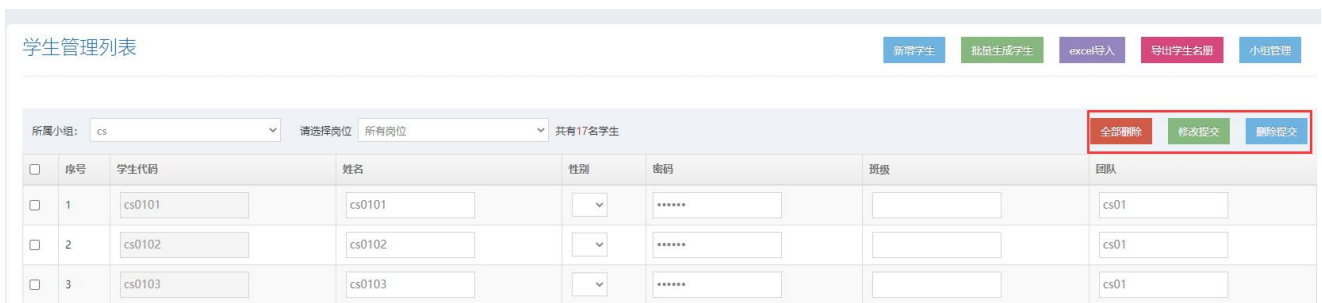 学生管理列表 新增学生 批量生成学生 excel导入 导出学生名册 小组管理
所属小组: cs 请选择岗位 所有岗位 共有17名学生 全部删除 修改提交 删除提交
序号 学生代码 姓名 性别 密码 班级 团队
1 cs0101 cs0101 •••••• cs01
2 cs0102 cs0102 •••••• cs01
3 cs0103 cs0103 •••••• cs01